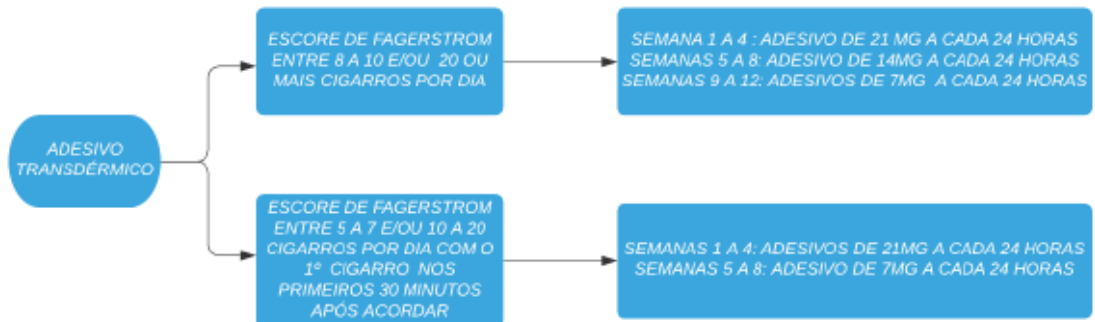 ADESIVO
TRANSDÉRMICO
ESCORE DE FAGERSTROM
ENTRE 8 A 10 E/OU 20 OU
MAIS CIGARROS POR DIA
SEMANA 1 A 4 : ADESIVO DE 21 MG A CADA 24 HORAS
SEMANAS 5 A 8: ADESIVO DE 14MG A CADA 24 HORAS
SEMANAS 9 A 12: ADESIVOS DE 7MG A CADA 24 HORAS
ESCORE DE FAGERSTROM
ENTRE 5 A 7 E/OU 10 A 20
CIGARROS POR DIA COM O
1º CIGARRO NOS
PRIMEIROS 30 MINUTOS
APÓS ACORDAR
SEMANAS 1 A 4: ADESIVOS DE 21MG A CADA 24 HORAS
SEMANAS 5 A 8: ADESIVO DE 7MG A CADA 24 HORAS